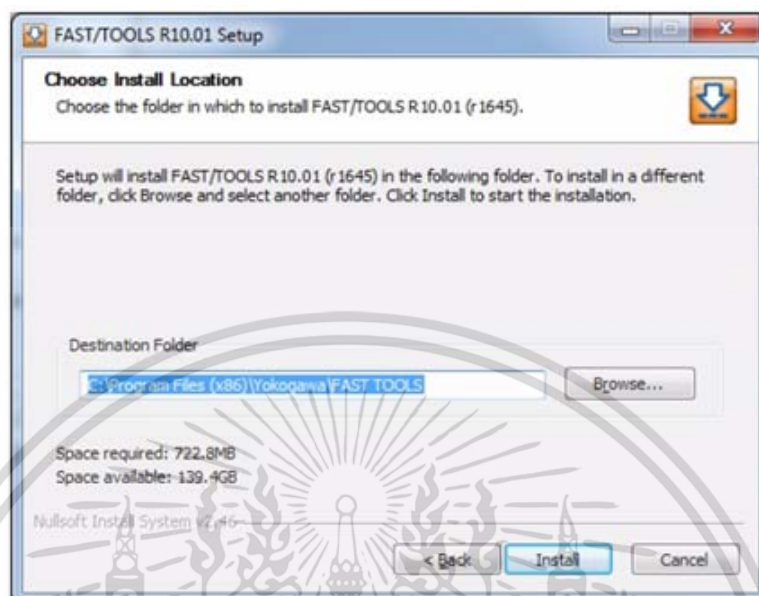 FAST/TOOLS R10.01 Setup
Choose Install Location
Choose the folder in which to install FAST/TOOLS R10.01 (r1645).
Setup will install FAST/TOOLS R10.01 (r1645) in the following folder. To install in a different
folder, click Browse and select another folder. Click Install to start the installation.
Destination Folder
C:\Program Files (x86)\Yokogawa\FAST TOOLS
Browse...
Space required: 722.8MB
Space available: 139.4GB
Nullsoft Install System v2.46
< Back
Install
Cancel